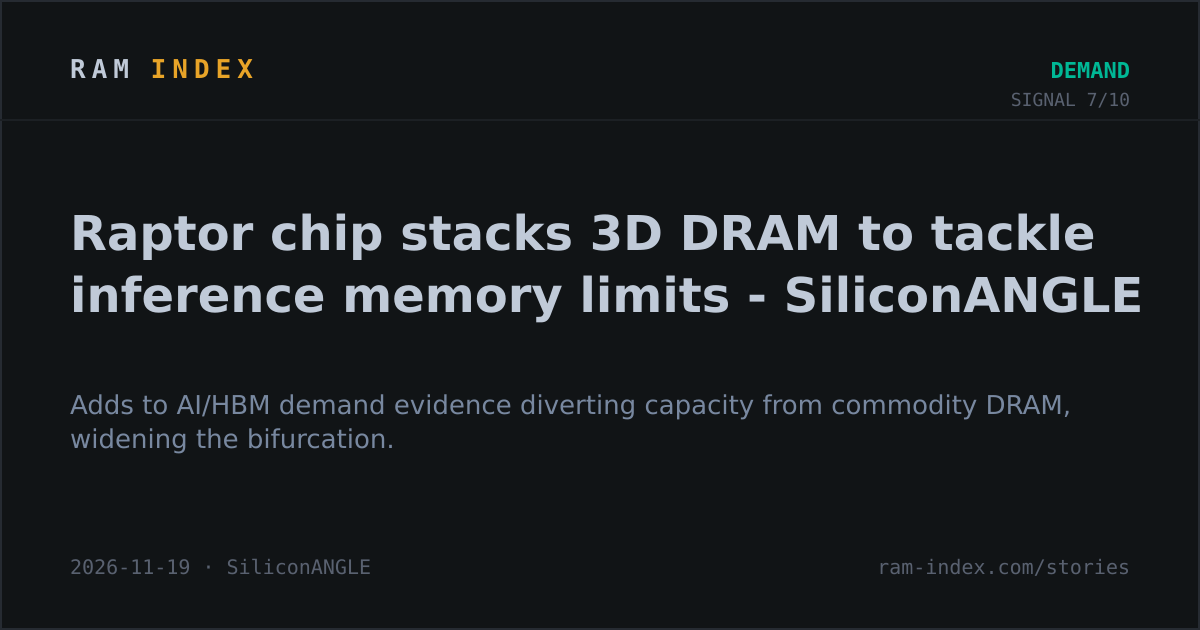 RAM INDEX
DEMAND
SIGNAL 7/10
Raptor chip stacks 3D DRAM to tackle
inference memory limits - SiliconANGLE
Adds to AI/HBM demand evidence diverting capacity from commodity DRAM,
widening the bifurcation.
2026-11-19 · SiliconANGLE
ram-index.com/stories